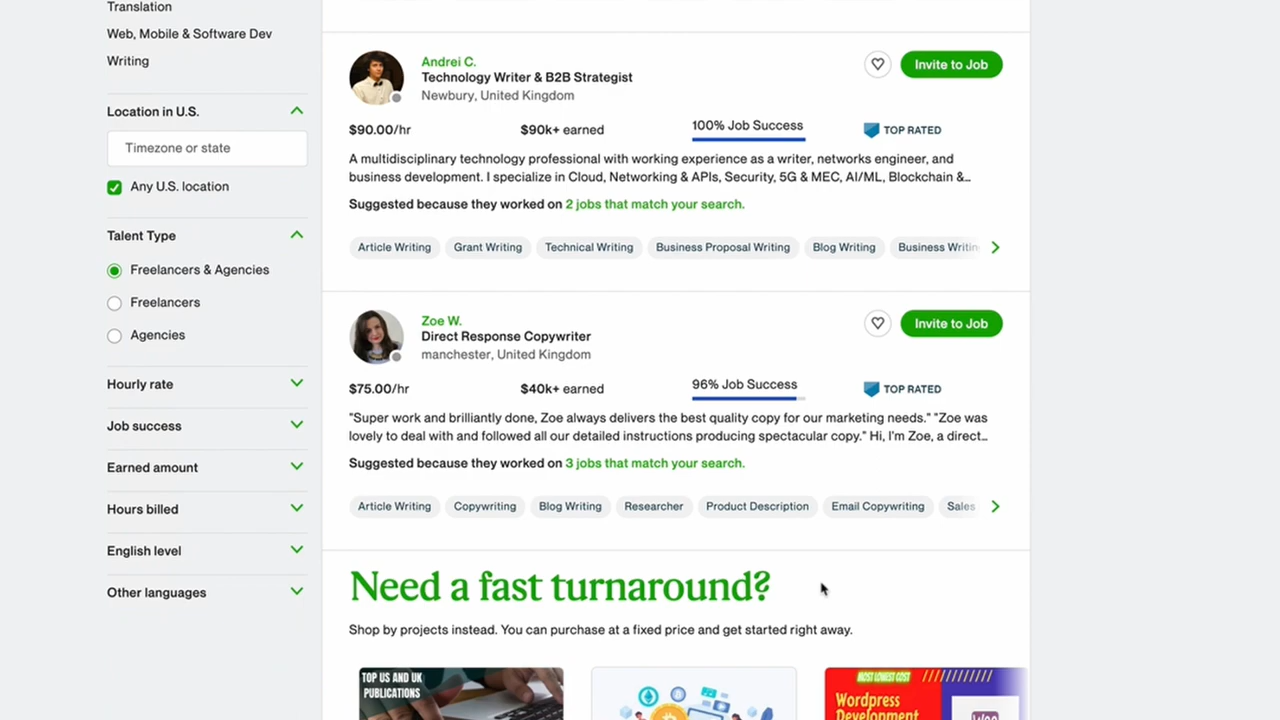 Translation
Web, Mobile & Software Dev
Writing
Location in U.S.
Timezone or state
Any U.S. location
Talent Type
Freelancers & Agencies
Freelancers
Agencies
Hourly rate
Job success
Earned amount
Hours billed
English level
Other languages
Andrei C.
Technology Writer & B2B Strategist
Newbury, United Kingdom
Invite to Job
$90.00/hr $90k+ earned 100% Job Success TOP RATED
A multidisciplinary technology professional with working experience as a writer, networks engineer, and
business development. I specialize in Cloud, Networking & APIs, Security, 5G & MEC, AI/ML, Blockchain &…
Suggested because they worked on 2 jobs that match your search.
Article Writing Grant Writing Technical Writing Business Proposal Writing Blog Writing Business Writin
Zoe W.
Direct Response Copywriter
manchester, United Kingdom
Invite to Job
$75.00/hr $40k+ earned 96% Job Success TOP RATED
"Super work and brilliantly done, Zoe always delivers the best quality copy for our marketing needs." "Zoe was
lovely to deal with and followed all our detailed instructions producing spectacular copy." Hi, I'm Zoe, a direct…
Suggested because they worked on 3 jobs that match your search.
Article Writing Copywriting Blog Writing Researcher Product Description Email Copywriting Sales
Need a fast turnaround?
Shop by projects instead. You can purchase at a fixed price and get started right away.
TOP US AND UK
PUBLICATIONS
MOST LOWEST COST
Wordpress
Development
Woo